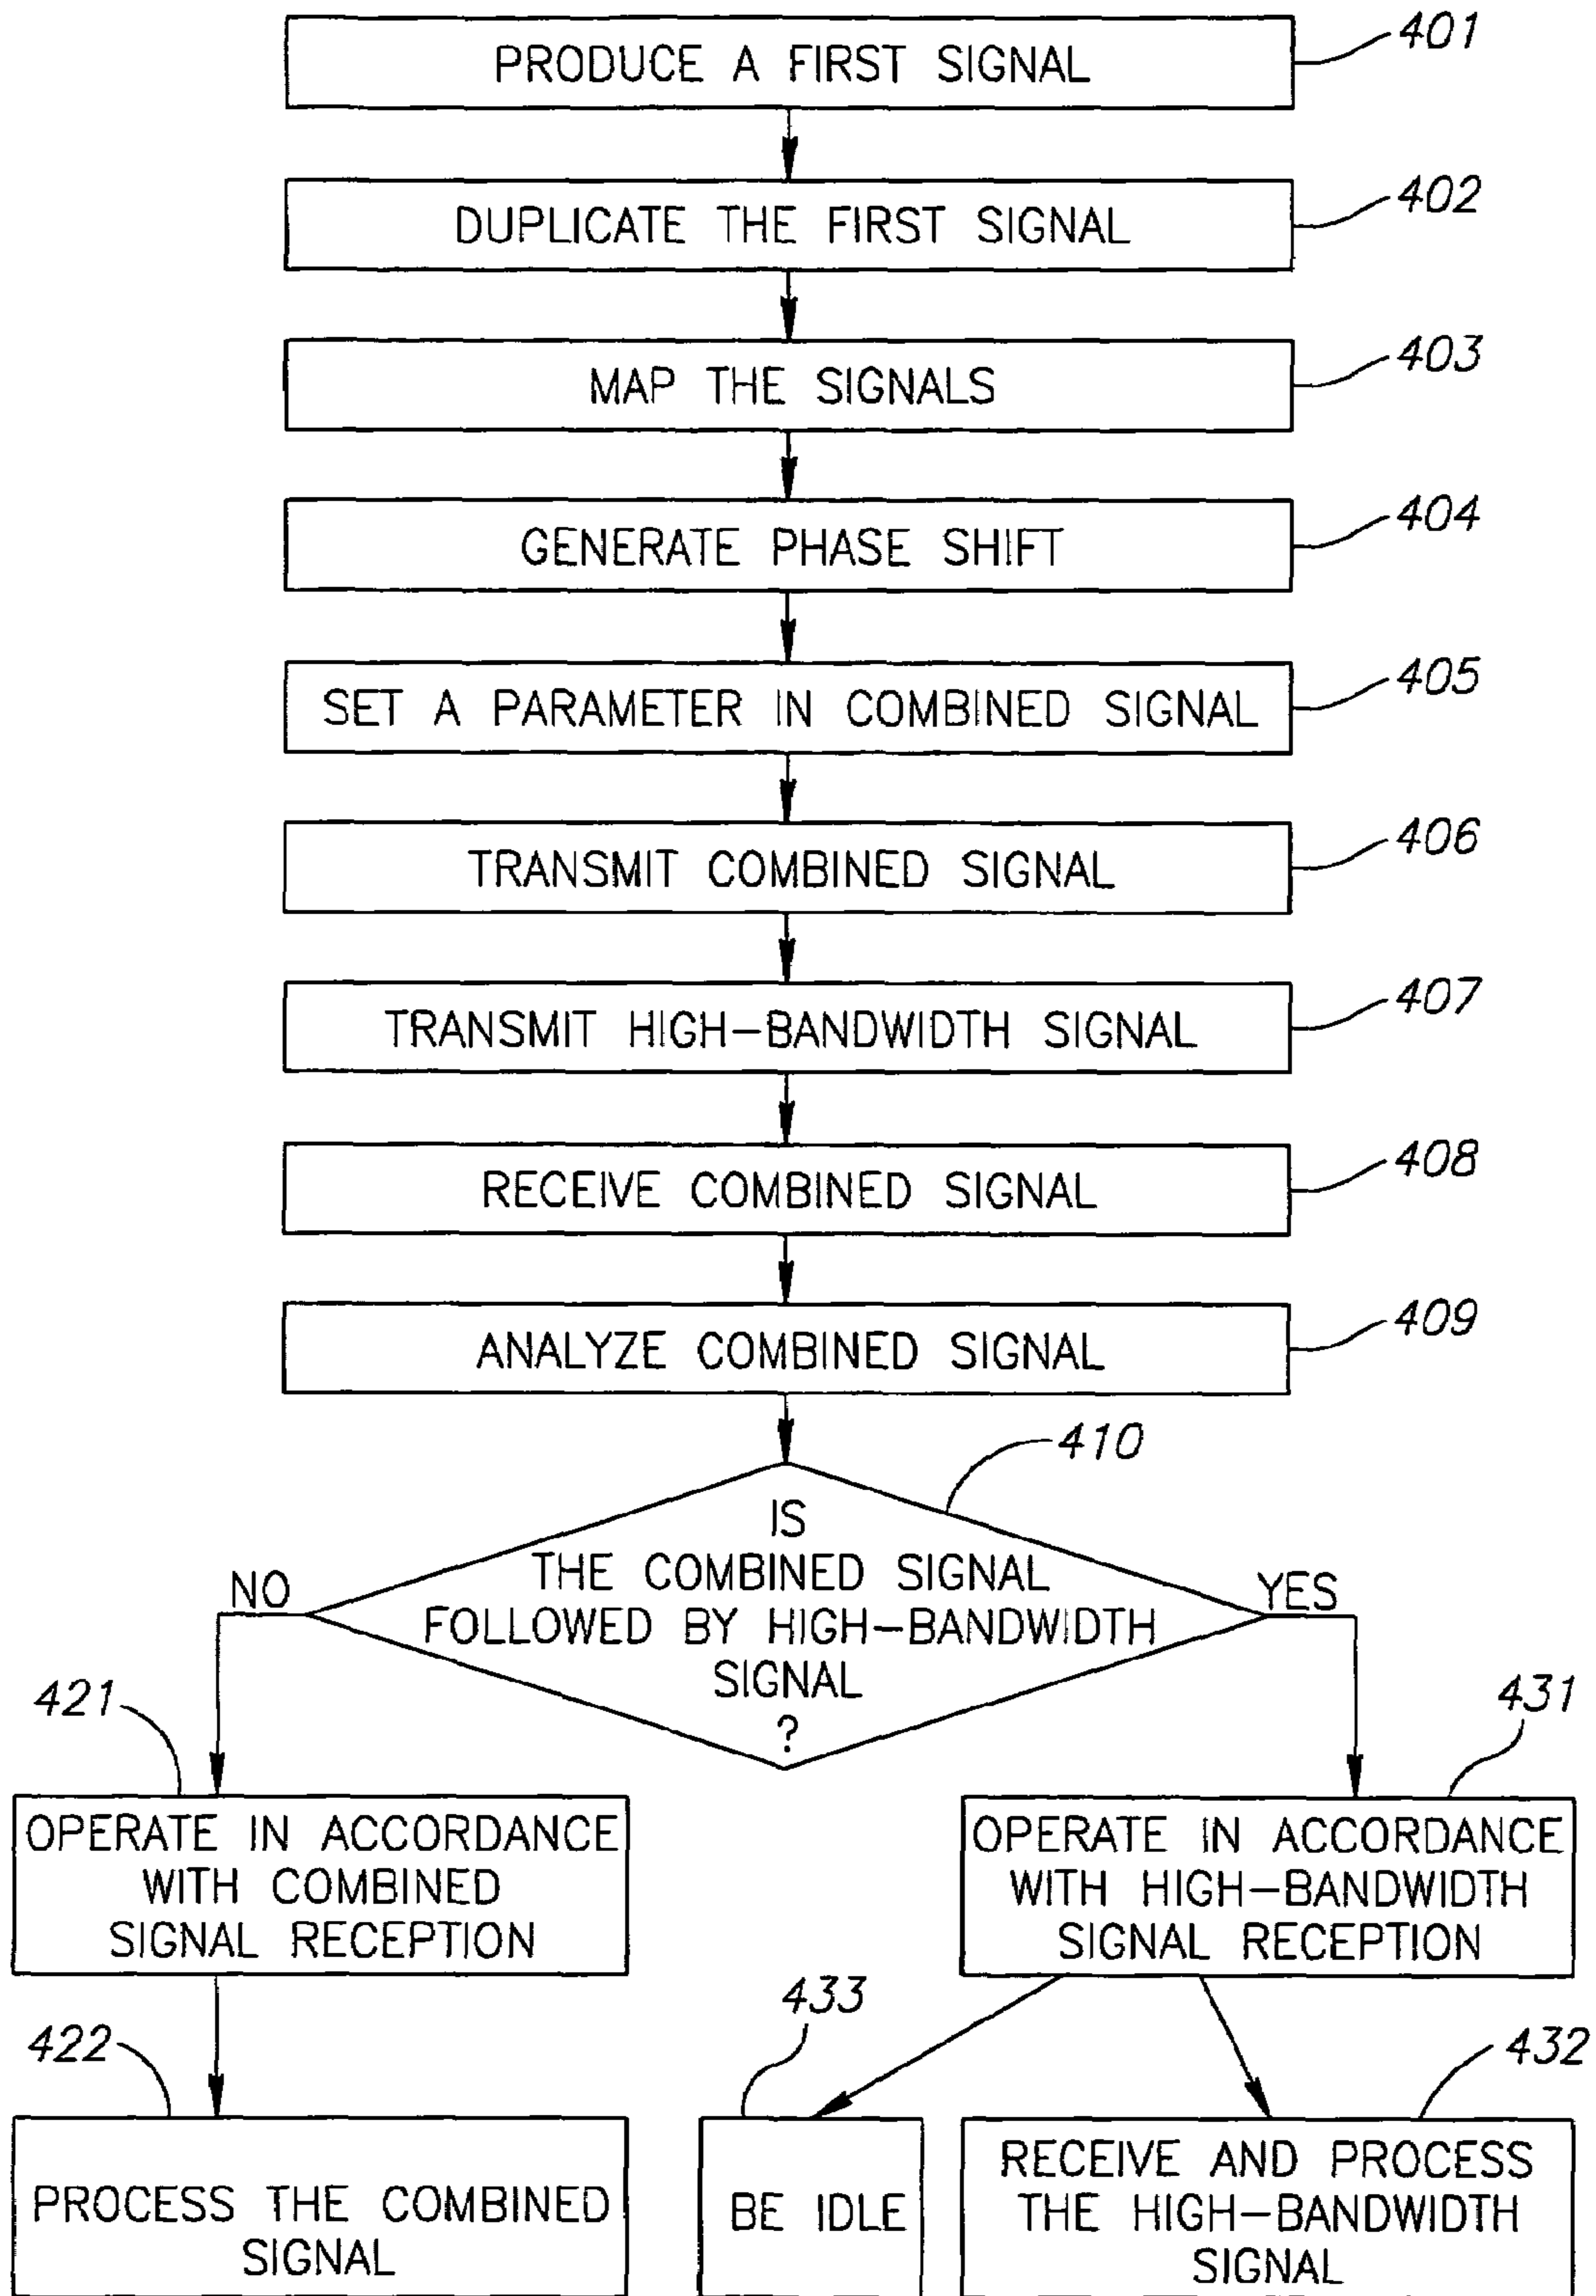 PRODUCE A FIRST SIGNAL
401
DUPLICATE THE FIRST SIGNAL
402
MAP THE SIGNALS
403
GENERATE PHASE SHIFT
404
SET A PARAMETER IN COMBINED SIGNAL
405
TRANSMIT COMBINED SIGNAL
406
TRANSMIT HIGH-BANDWIDTH SIGNAL
407
RECEIVE COMBINED SIGNAL
408
ANALYZE COMBINED SIGNAL
409
410
IS
THE COMBINED SIGNAL
FOLLOWED BY HIGH-BANDWIDTH
SIGNAL
?
NO
YES
421
OPERATE IN ACCORDANCE
WITH COMBINED
SIGNAL RECEPTION
431
OPERATE IN ACCORDANCE
WITH HIGH-BANDWIDTH
SIGNAL RECEPTION
422
PROCESS THE COMBINED
SIGNAL
433
BE IDLE
432
RECEIVE AND PROCESS
THE HIGH-BANDWIDTH
SIGNAL